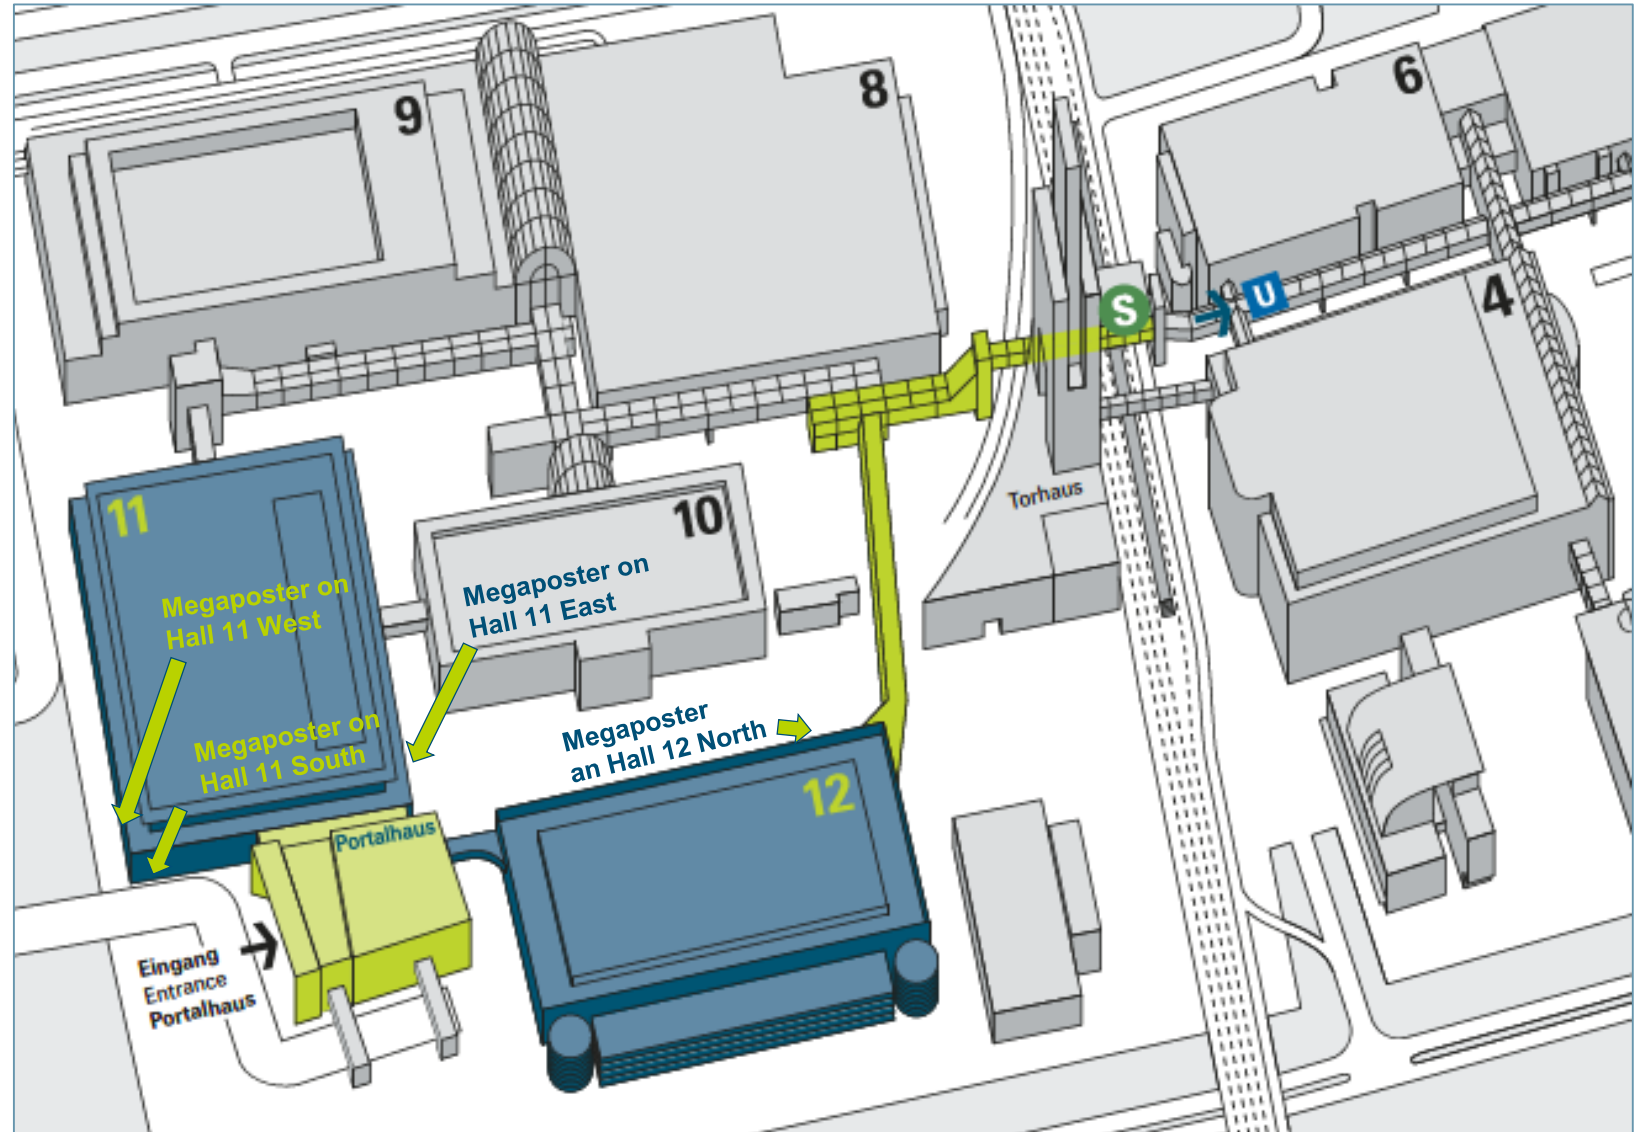 9
8
6
S
U
4
11
10
Torhaus
Megaposter on
Hall 11 West
Megaposter on
Hall 11 East
Megaposter on
Hall 11 South
Megaposter
an Hall 12 North
12
Portalhaus
Eingang
Entrance
Portalhaus